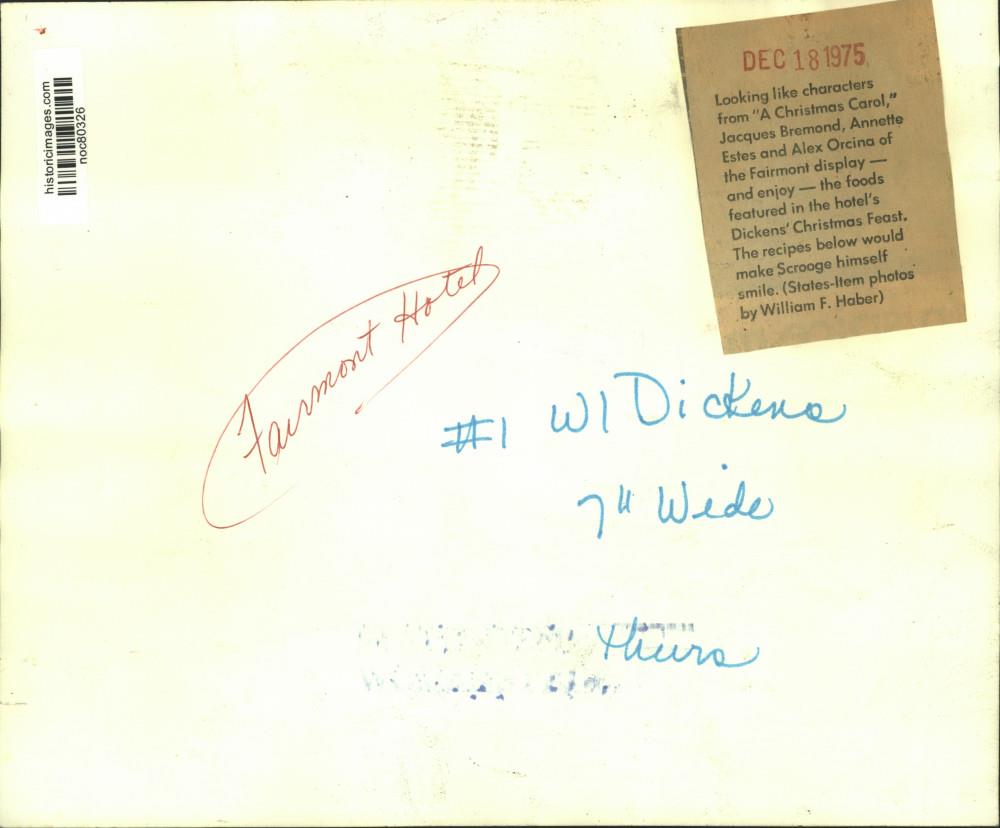 historicimages.com
noc80326
DEC 18 1975
Looking like characters
from "A Christmas Carol,"
Jacques Bremond, Annette
Estes and Alex Orcina of
the Fairmont display —
and enjoy — the foods
featured in the hotel's
Dickens' Christmas Feast.
The recipes below would
make Scrooge himself
smile. (States-Item photos
by William F. Haber)
Fairmont Hotel
#1 W/ Dickens
7" Wide
thurs